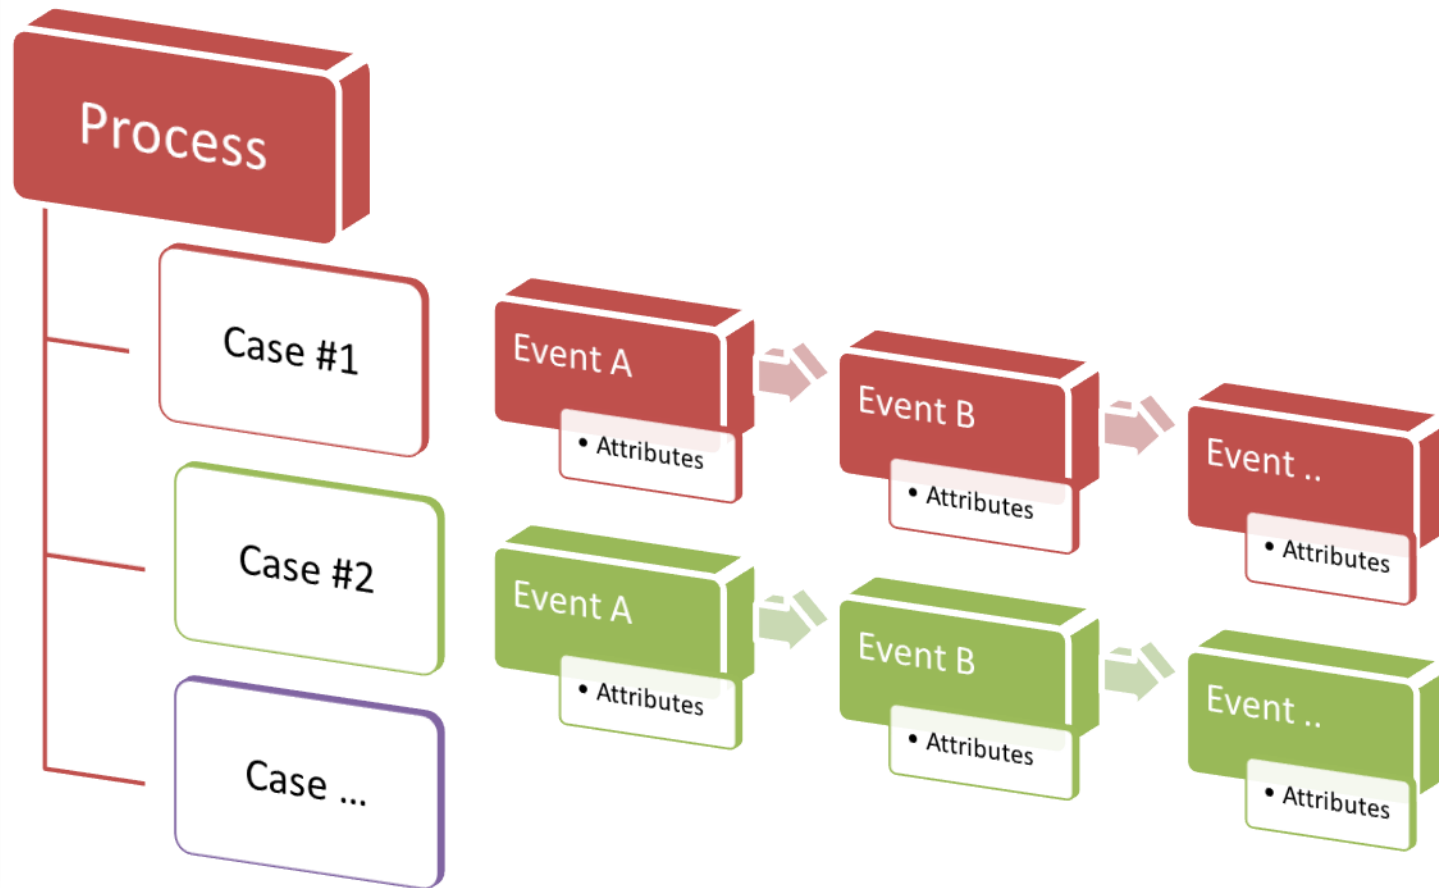 Process
Case #1
Event A
• Attributes
Event B
• Attributes
Event ..
• Attributes
Case #2
Event A
• Attributes
Event B
• Attributes
Event ..
• Attributes
Case ...